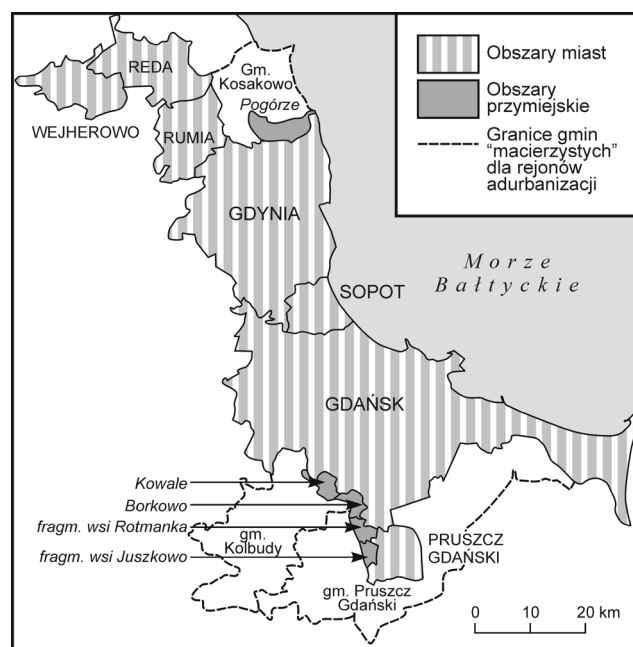 Obszary miast
Obszary
przymiejskie
Granice gmin
“macierzystych”
dla rejonów
adurbanizacji
REDA
Gm.
Kosakowo
Pogórze
WEJHEROWO
RUMIA
GDYNIA
Morze
Bałtyckie
SOPOT
GDAŃSK
Kowale
Borkowo
fragm. wsi Rotmanka
gm.
Kolbudy
fragm. wsi Juszkowo
PRUSZCZ
GDAŃSKI
gm. Pruszcz
Gdański
0 10 20 km